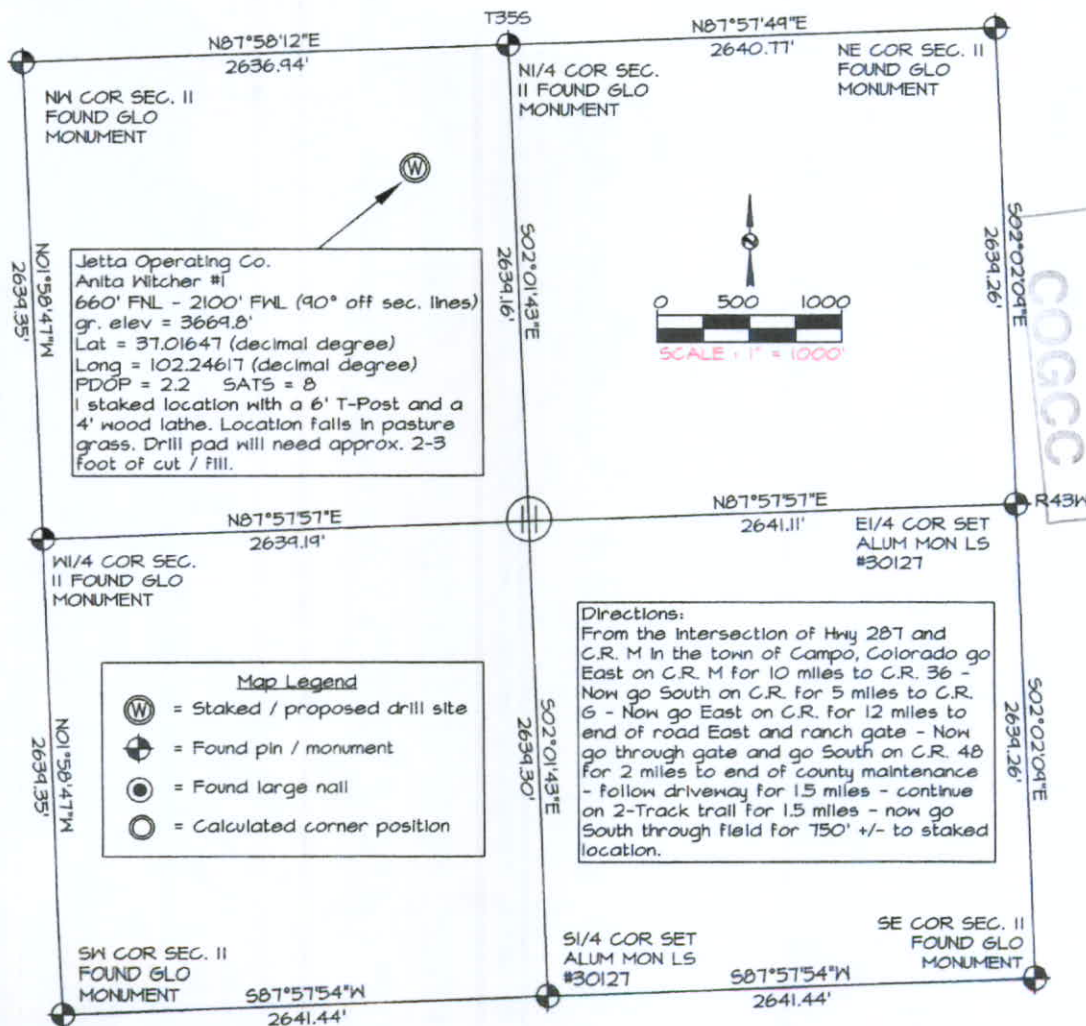 T35S
N87°58'12"E
2636.94'
N87°57'49"E
2640.77'
NW COR SEC. 11
FOUND GLO
MONUMENT
N1/4 COR SEC.
11 FOUND GLO
MONUMENT
NE COR SEC. 11
FOUND GLO
MONUMENT
W
N01°58'47"W
2639.35'
S02°01'43"E
2639.16'
S02°02'09"E
2639.26'
N
0 500 1000
SCALE : 1" = 1000'
COGCC
Jetta Operating Co.
Anita Witcher #1
660' FNL - 2100' FWL (90° off sec. lines)
gr. elev = 3669.8'
Lat = 37.01647 (decimal degree)
Long = 102.24617 (decimal degree)
PDOP = 2.2 SATS = 8
I staked location with a 6' T-Post and a
4' wood lathe. Location falls in pasture
grass. Drill pad will need approx. 2-3
foot of cut / fill.
N87°57'57"E
2639.19'
11
N87°57'57"E
2641.11'
R43W
W1/4 COR SEC.
11 FOUND GLO
MONUMENT
E1/4 COR SET
ALUM MON LS
#30127
Map Legend
W = Staked / proposed drill site
= Found pin / monument
= Found large nail
= Calculated corner position
Directions:
From the intersection of Hwy 287 and
C.R. M in the town of Campo, Colorado go
East on C.R. M for 10 miles to C.R. 36 -
Now go South on C.R. for 5 miles to C.R.
G - Now go East on C.R. for 12 miles to
end of road East and ranch gate - Now
go through gate and go South on C.R. 48
for 2 miles to end of county maintenance
- follow driveway for 1.5 miles - continue
on 2-Track trail for 1.5 miles - now go
South through field for 750' +/- to staked
location.
N01°58'47"W
2639.35'
S02°01'43"E
2639.30'
S02°02'09"E
2639.26'
SW COR SEC. 11
FOUND GLO
MONUMENT
S87°57'54"W
2641.44'
S1/4 COR SET
ALUM MON LS
#30127
S87°57'54"W
2641.44'
SE COR SEC. 11
FOUND GLO
MONUMENT